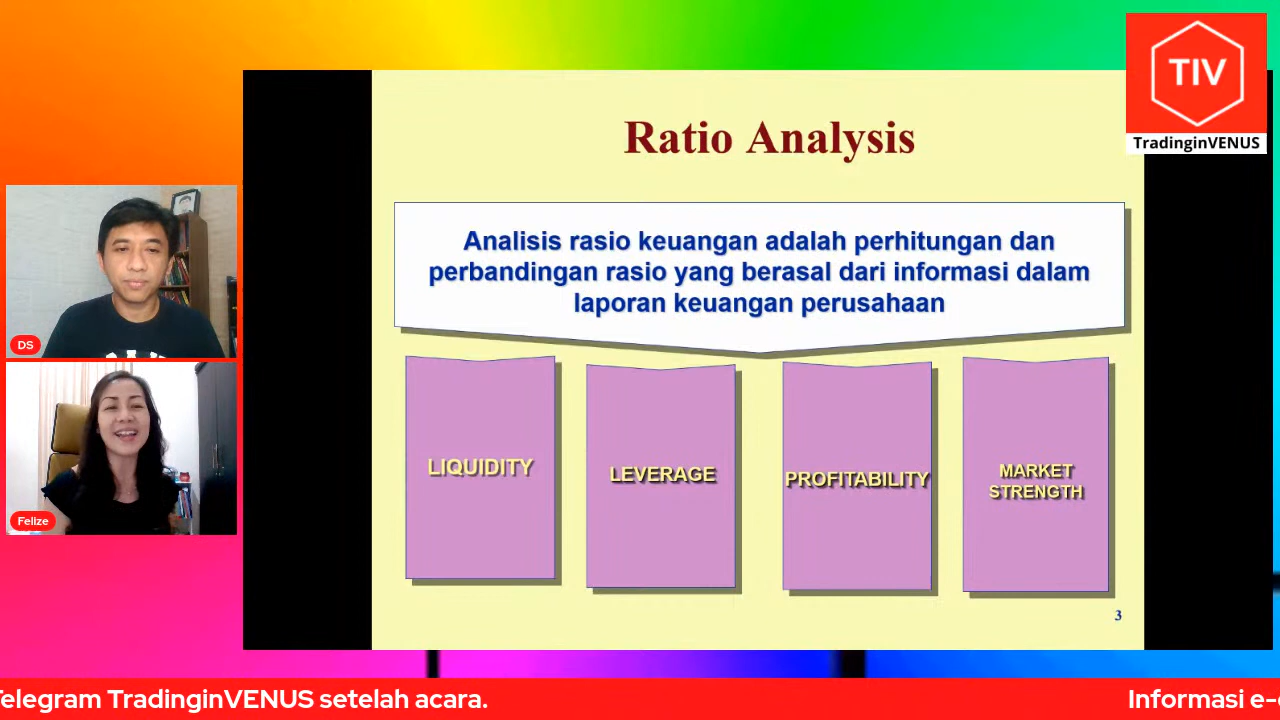 TIV
TradinginVENUS
Ratio Analysis
Analisis rasio keuangan adalah perhitungan dan
perbandingan rasio yang berasal dari informasi dalam
laporan keuangan perusahaan
LIQUIDITY
LEVERAGE
PROFITABILITY
MARKET
STRENGTH
3
DS
Felize
Telegram TradinginVENUS setelah acara.
Informasi e-